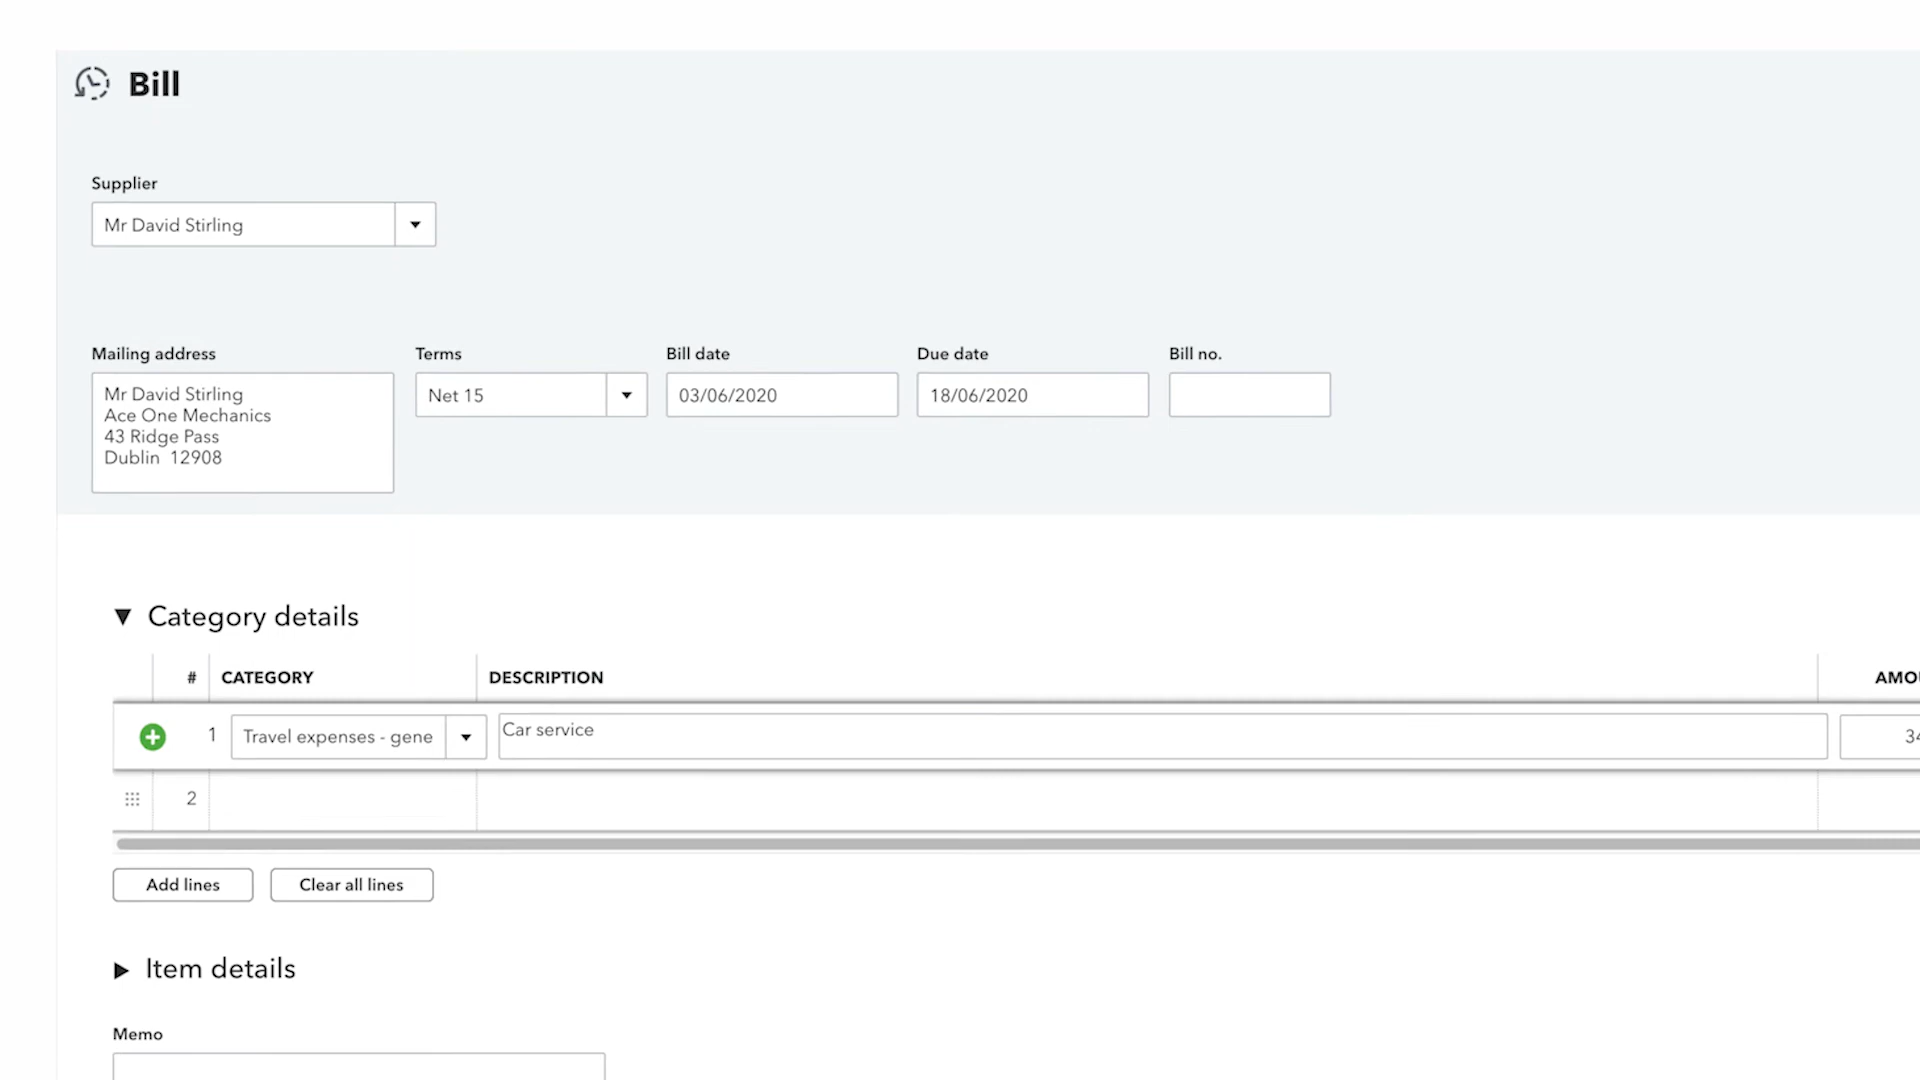 Bill
Supplier
Mr David Stirling
Mailing address
Terms
Bill date
Due date
Bill no.
Mr David Stirling
Ace One Mechanics
43 Ridge Pass
Dublin 12908
Net 15
03/06/2020
18/06/2020
Category details
# CATEGORY DESCRIPTION AMOU
1 Travel expenses - gene Car service 34
2
Add lines
Clear all lines
Item details
Memo